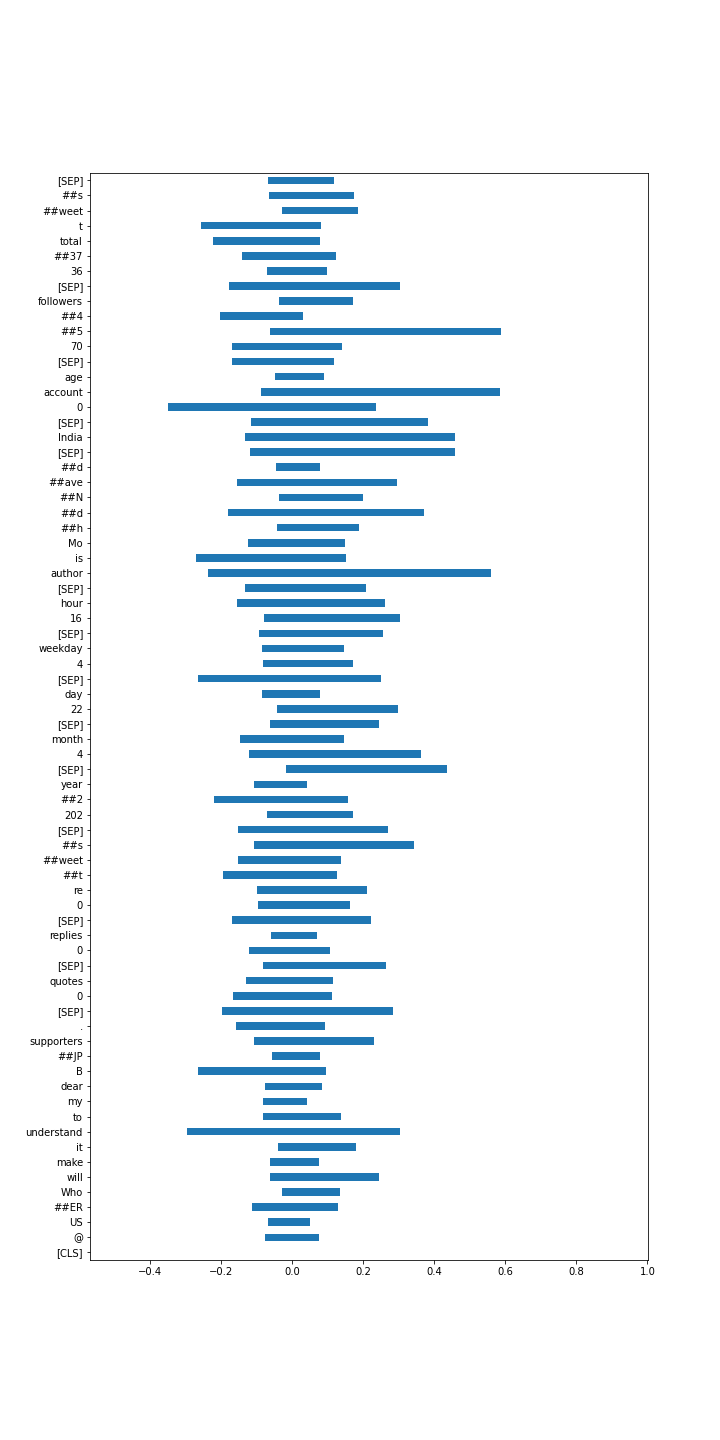 [SEP]
##s
##weet
t
total
##37
36
[SEP]
followers
##4
##5
70
[SEP]
age
account
0
[SEP]
India
[SEP]
##d
##ave
##N
##d
##h
Mo
is
author
[SEP]
hour
16
[SEP]
weekday
4
[SEP]
day
22
[SEP]
month
4
[SEP]
year
##2
202
[SEP]
##s
##weet
##t
re
0
[SEP]
replies
0
[SEP]
quotes
0
[SEP]
.
supporters
##JP
B
dear
my
to
understand
it
make
will
Who
##ER
US
@
[CLS]
−0.4 −0.2 0.0 0.2 0.4 0.6 0.8 1.0